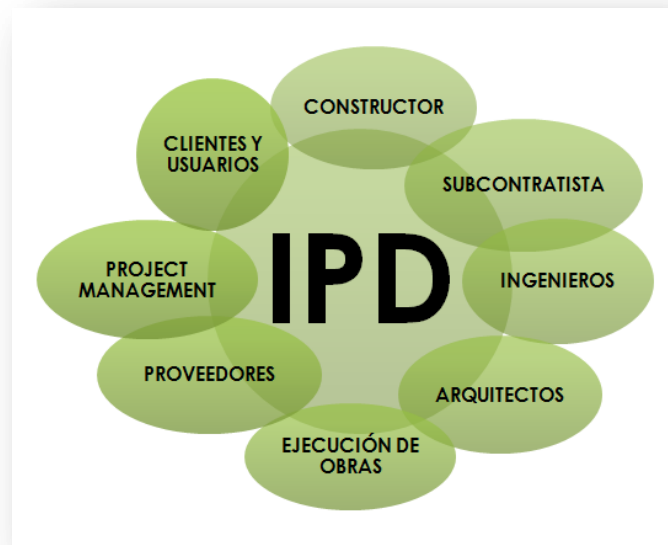 CONSTRUCTOR
CLIENTES Y
USUARIOS
SUBCONTRATISTA
IPD
PROJECT
MANAGEMENT
INGENIEROS
PROVEEDORES
ARQUITECTOS
EJECUCIÓN DE
OBRAS